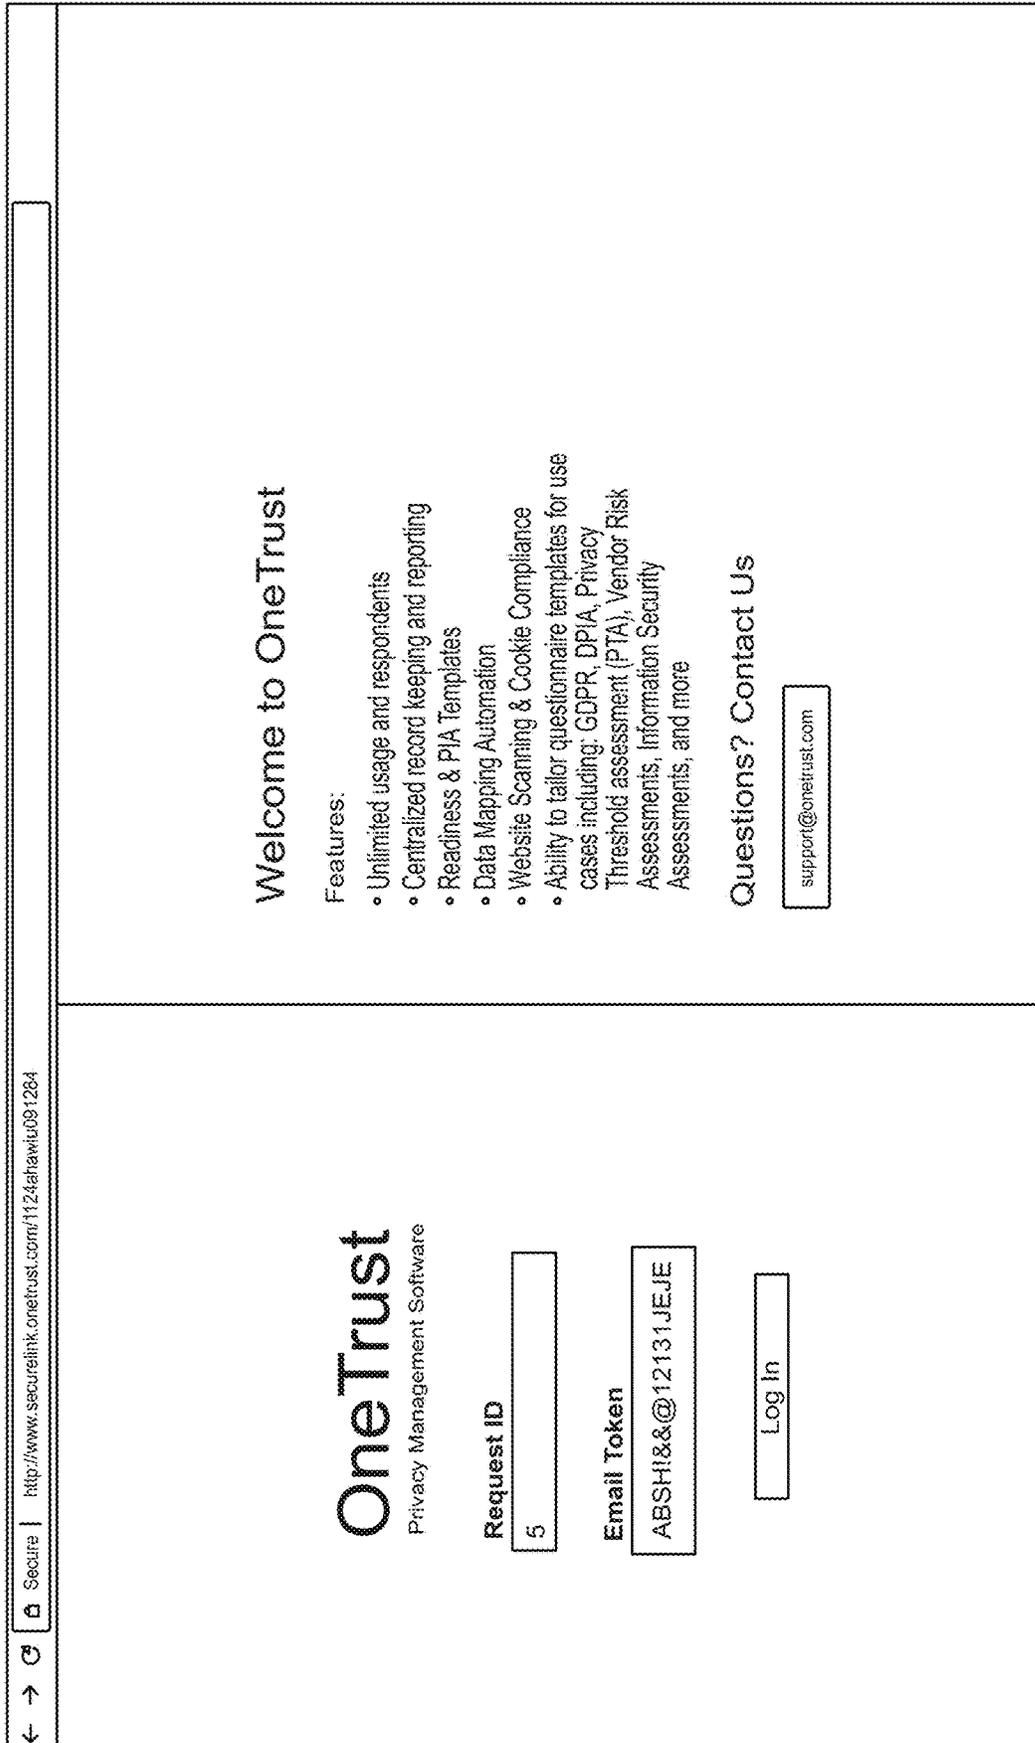 Secure | http://www.securelink.onetrust.com/1124ahawiu091284
OneTrust
Privacy Management Software
Request ID
5
Email Token
ABSH!&&@12131JEJE
Log In
Welcome to OneTrust
Features:
• Unlimited usage and respondents
• Centralized record keeping and reporting
• Readiness & PIA Templates
• Data Mapping Automation
• Website Scanning & Cookie Compliance
• Ability to tailor questionnaire templates for use
cases including: GDPR, DPIA, Privacy
Threshold assessment (PTA), Vendor Risk
Assessments, Information Security
Assessments, and more
Questions? Contact Us
support@onetrust.com